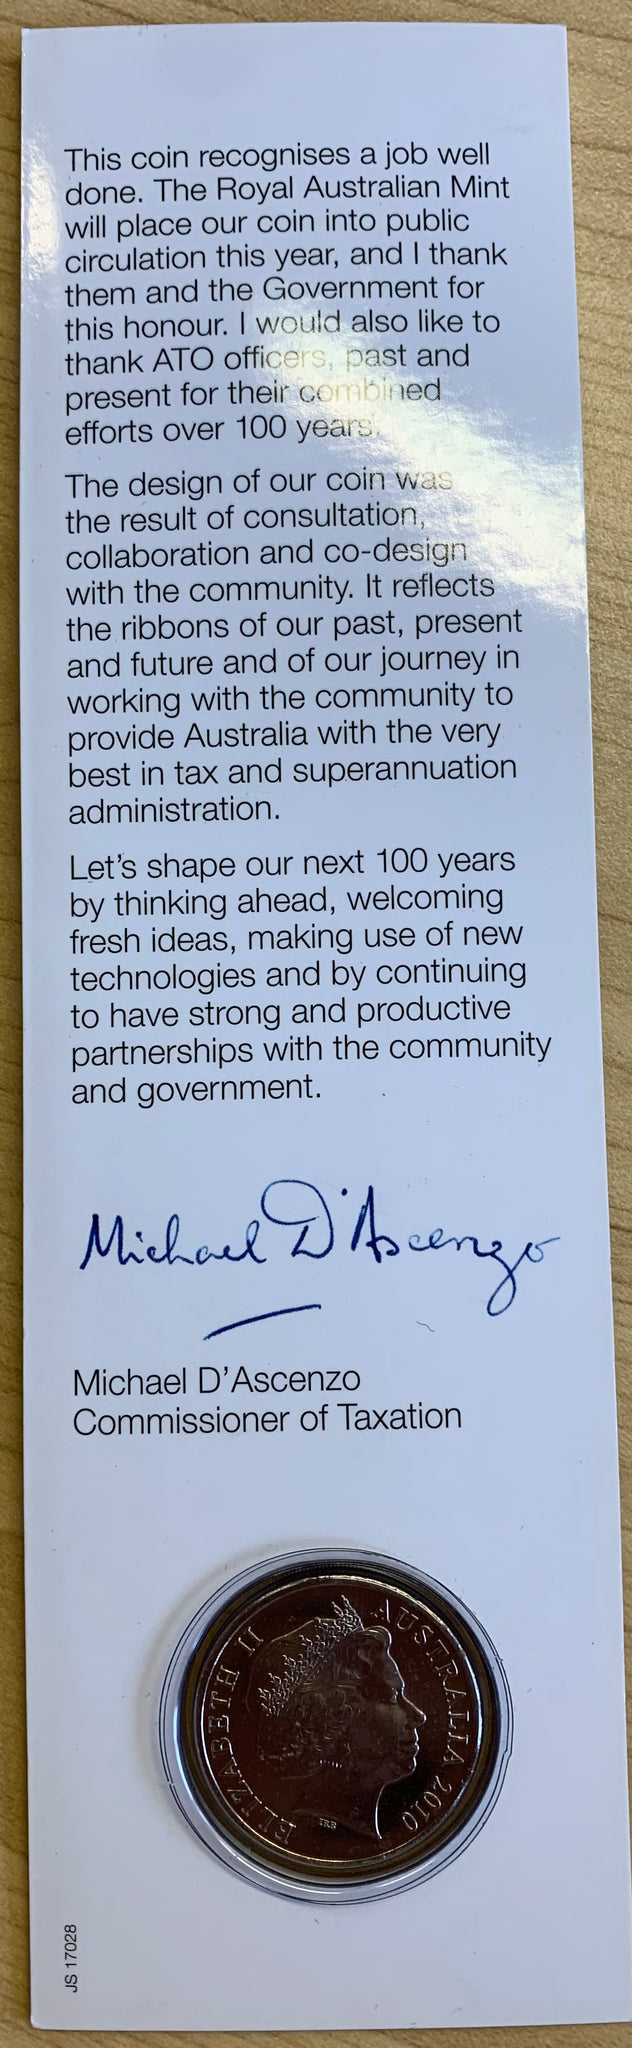 This coin recognises a job well
done. The Royal Australian Mint
will place our coin into public
circulation this year, and I thank
them and the Government for
this honour. I would also like to
thank ATO officers, past and
present for their combined
efforts over 100 years.
The design of our coin was
the result of consultation,
collaboration and co-design
with the community. It reflects
the ribbons of our past, present
and future and of our journey in
working with the community to
provide Australia with the very
best in tax and superannuation
administration.
Let's shape our next 100 years
by thinking ahead, welcoming
fresh ideas, making use of new
technologies and by continuing
to have strong and productive
partnerships with the community
and government.
Michael D'Ascenzo
Michael D'Ascenzo
Commissioner of Taxation
ELIZABETH II
AUSTRALIA 2010
IRB
JS 17028